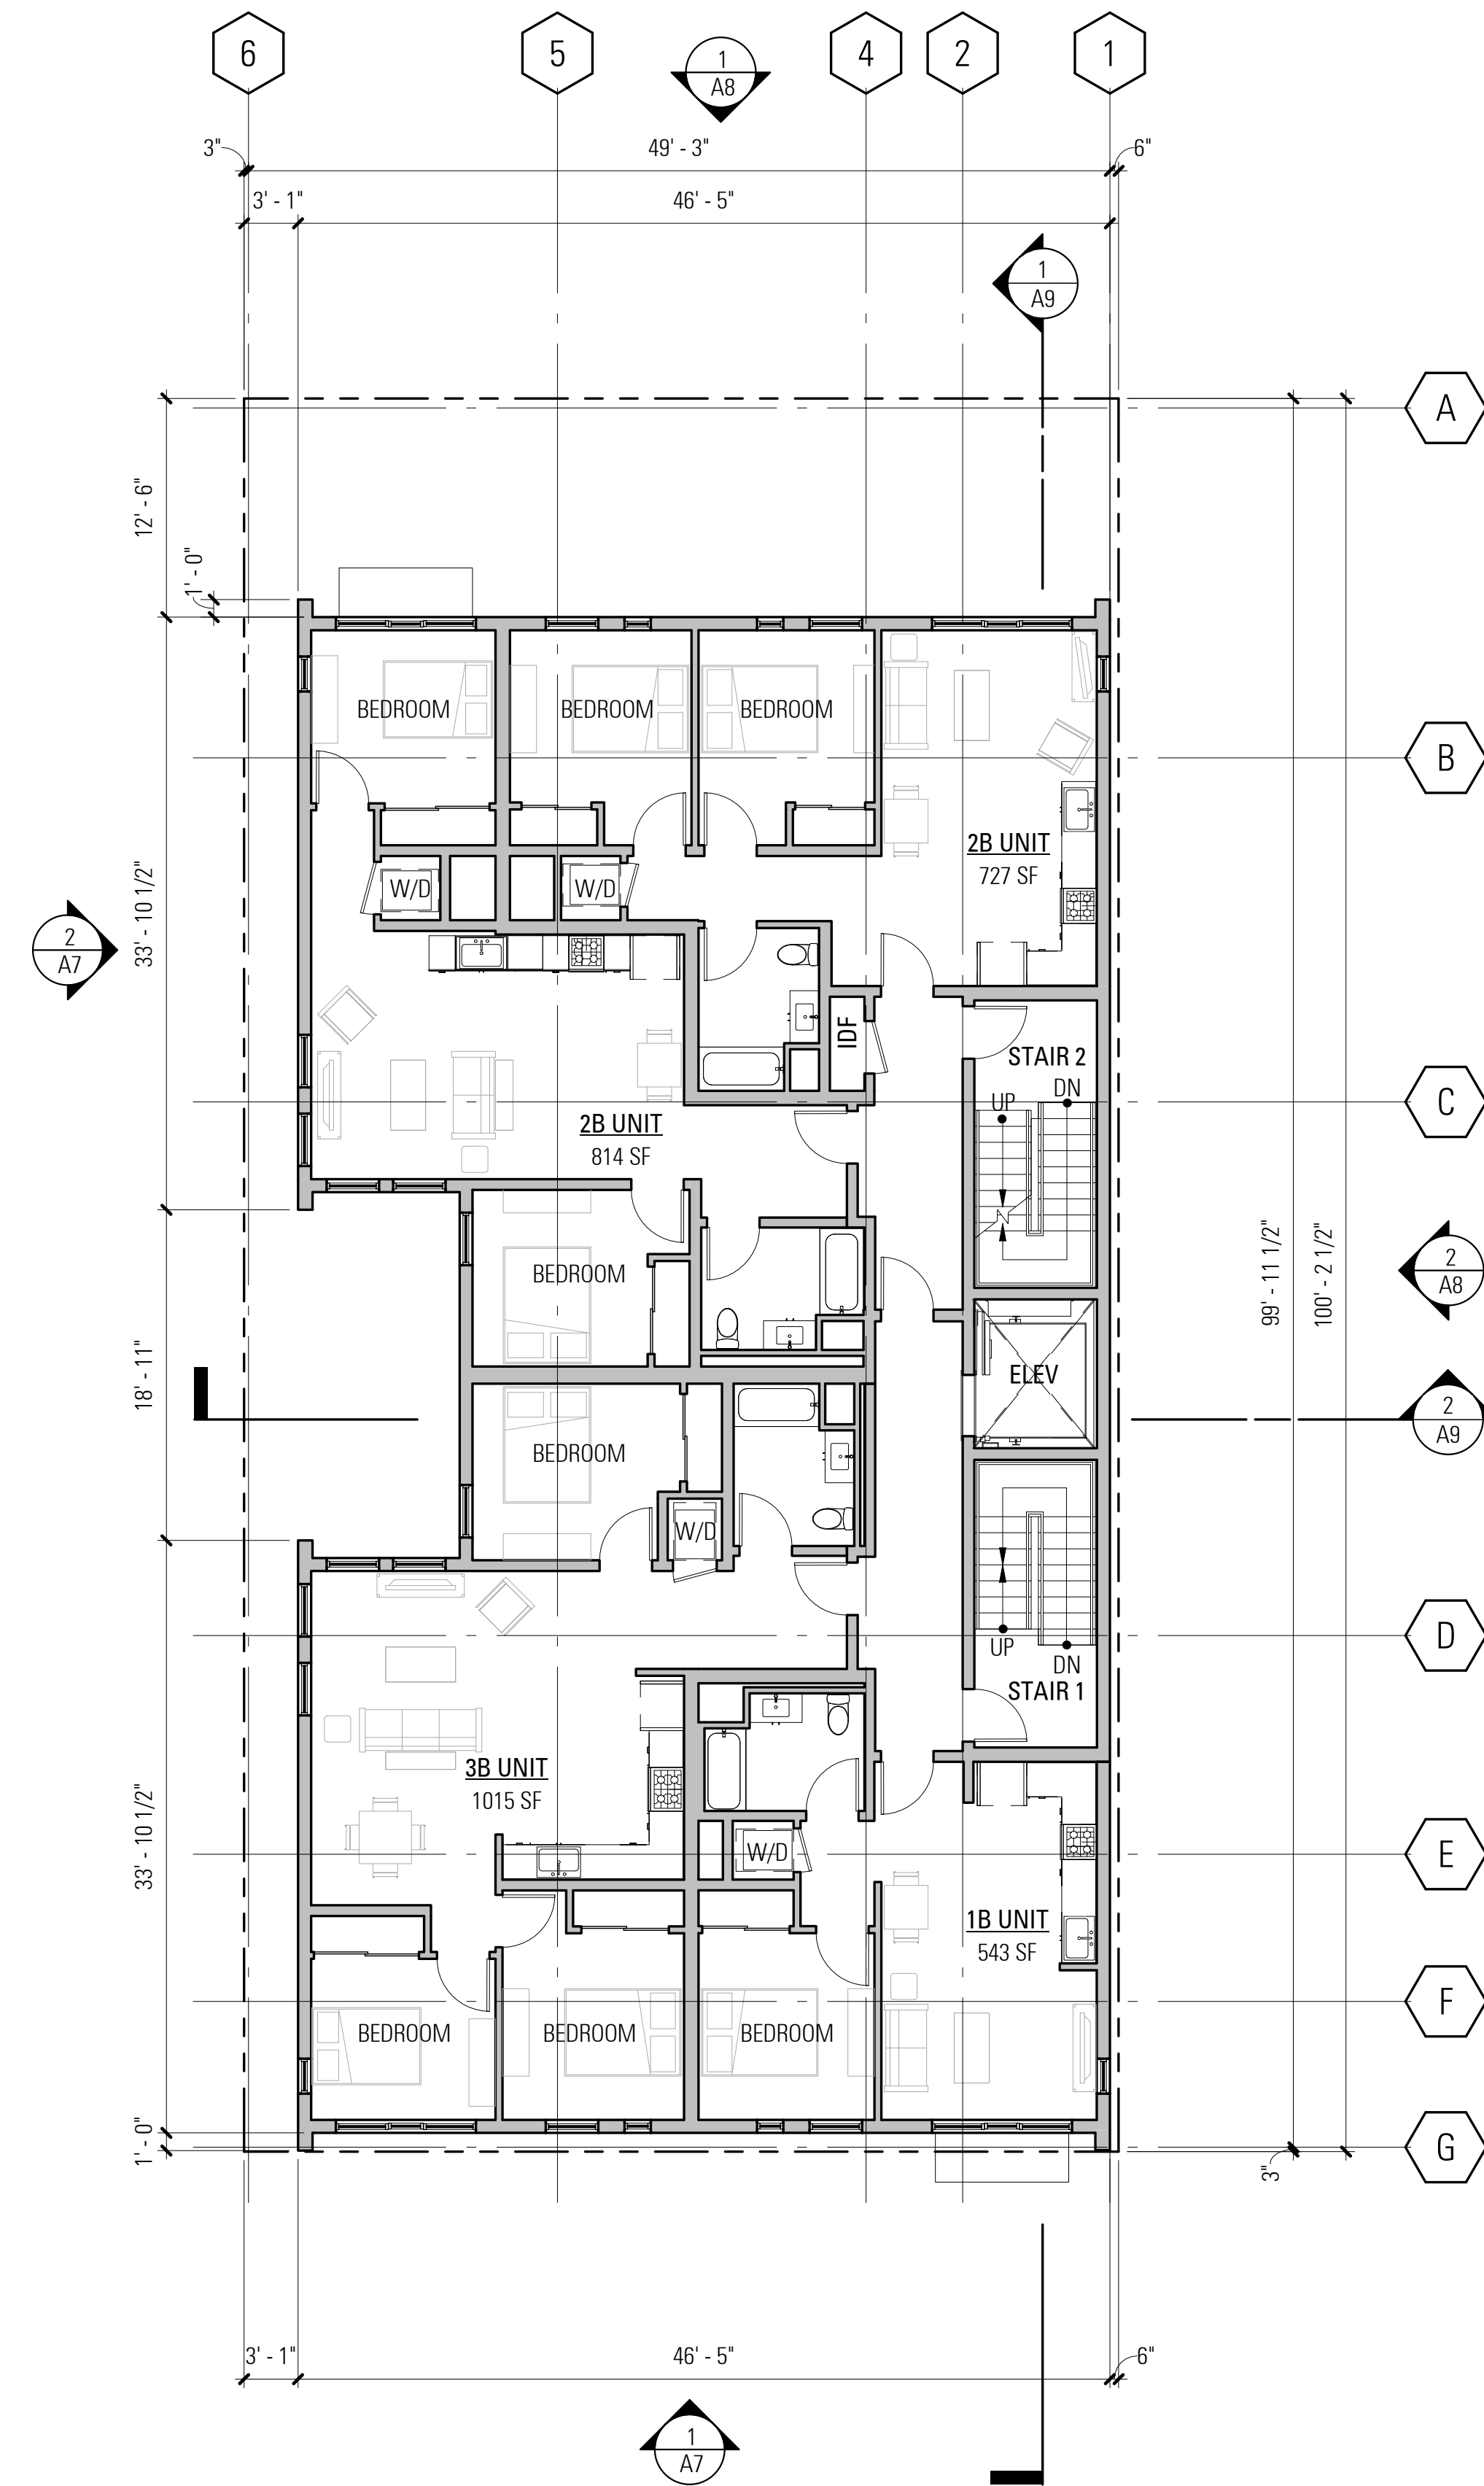 6
5
1
A8
4
2
1
3"
49' - 3"
6"
3' - 1"
46' - 5"
1
A9
A
12' - 6"
1' - 0"
BEDROOM
BEDROOM
BEDROOM
B
2B UNIT
727 SF
W/D
W/D
33' - 10 1/2"
2
A7
IDF
STAIR 2
DN
UP
C
2B UNIT
814 SF
99' - 11 1/2"
100' - 2 1/2"
2
A8
BEDROOM
18' - 11"
ELEV
2
A9
BEDROOM
W/D
D
UP
DN
STAIR 1
3B UNIT
1015 SF
33' - 10 1/2"
W/D
E
1B UNIT
543 SF
F
BEDROOM
BEDROOM
BEDROOM
1' - 0"
G
3"
3' - 1"
46' - 5"
6"
1
A7